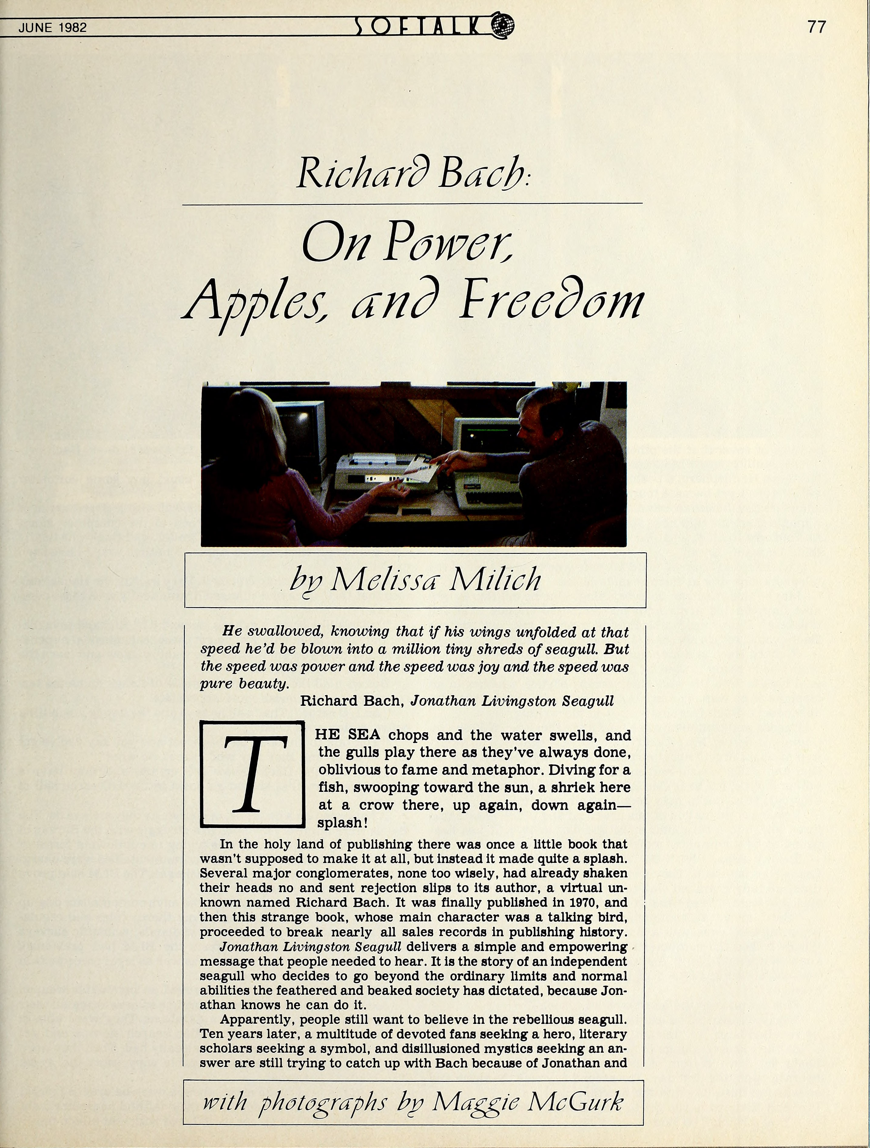 JUNE 1982
SOFTALK
77
Richard Bach:
On Power,
Apples, and Freedom
by Melissa Milich
He swallowed, knowing that if his wings unfolded at that
speed he'd be blown into a million tiny shreds of seagull. But
the speed was power and the speed was joy and the speed was
pure beauty.
Richard Bach, Jonathan Livingston Seagull
THE SEA chops and the water swells, and
the gulls play there as they've always done,
oblivious to fame and metaphor. Diving for a
fish, swooping toward the sun, a shriek here
at a crow there, up again, down again—
splash!
In the holy land of publishing there was once a little book that
wasn't supposed to make it at all, but instead it made quite a splash.
Several major conglomerates, none too wisely, had already shaken
their heads no and sent rejection slips to its author, a virtual un-
known named Richard Bach. It was finally published in 1970, and
then this strange book, whose main character was a talking bird,
proceeded to break nearly all sales records in publishing history.
Jonathan Livingston Seagull delivers a simple and empowering
message that people needed to hear. It is the story of an independent
seagull who decides to go beyond the ordinary limits and normal
abilities the feathered and beaked society has dictated, because Jon-
athan knows he can do it.
Apparently, people still want to believe in the rebellious seagull.
Ten years later, a multitude of devoted fans seeking a hero, literary
scholars seeking a symbol, and disillusioned mystics seeking an an-
swer are still trying to catch up with Bach because of Jonathan and
with photographs by Maggie McGurk